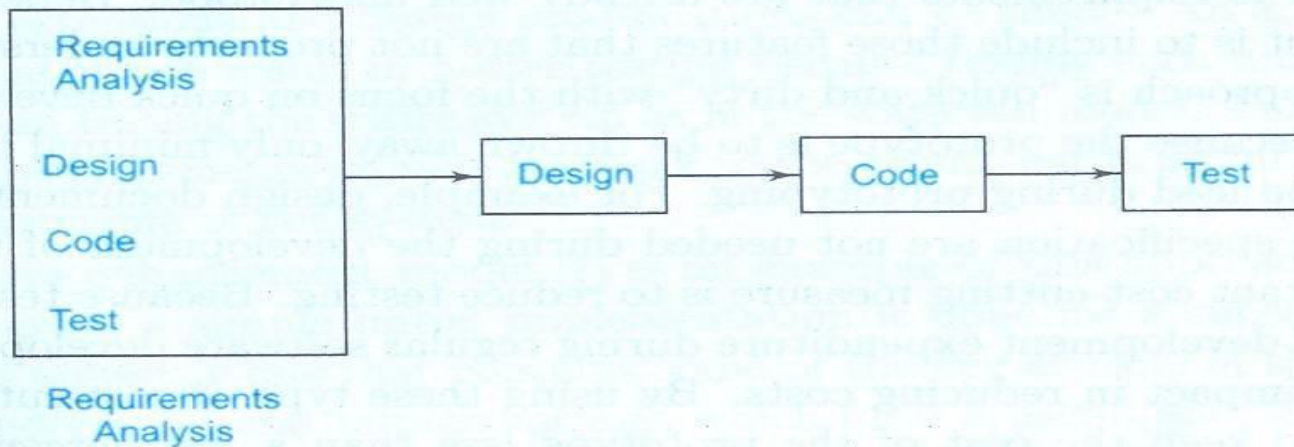 Requirements
Analysis
Design
Code
Test
Design
Code
Test
Requirements
Analysis